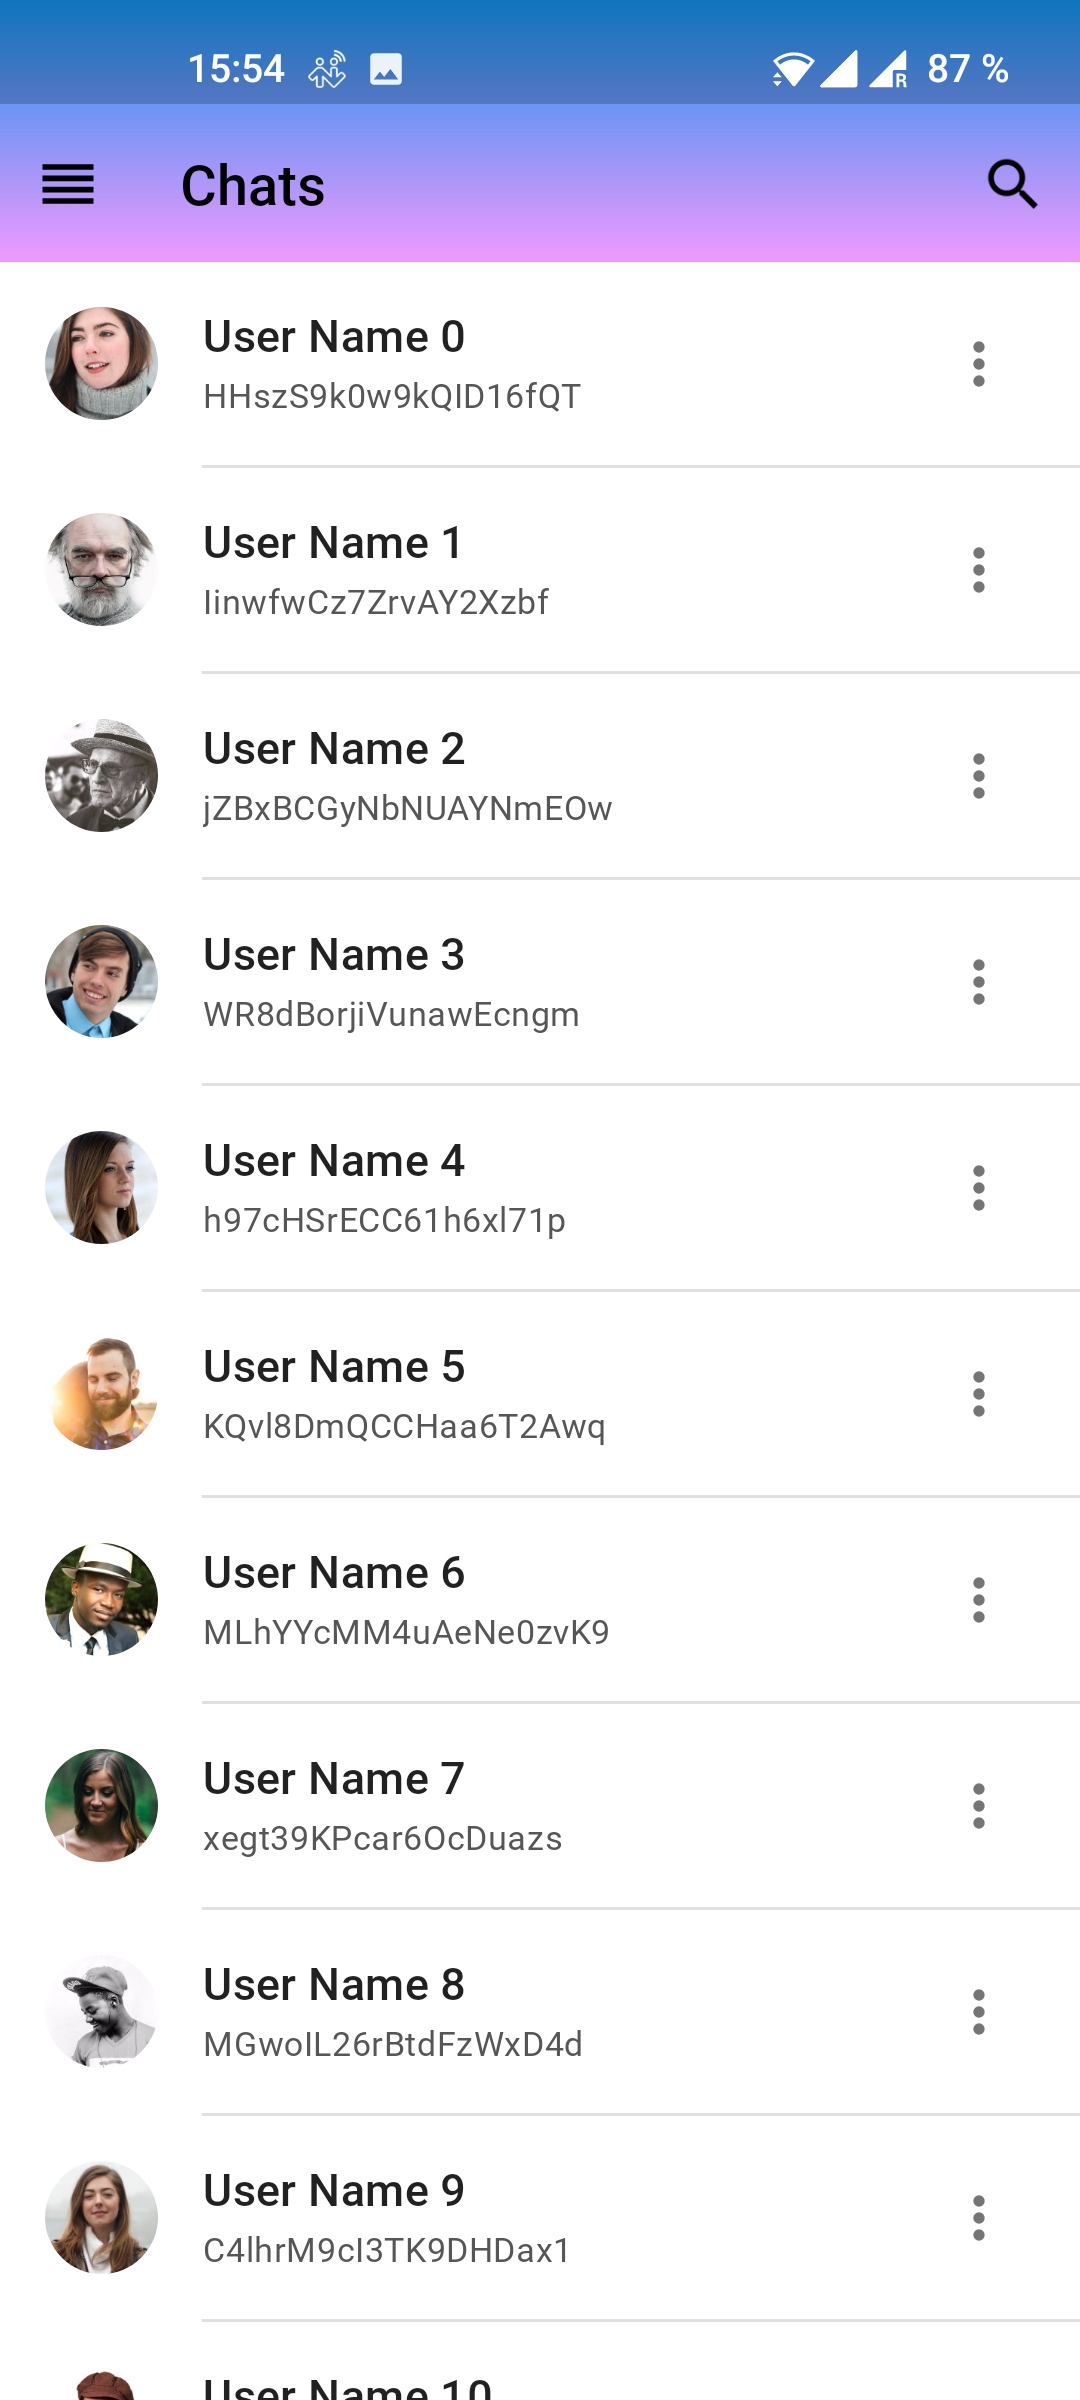 15:54
R 87 %
Chats
User Name 0
HHszS9k0w9kQID16fQT
User Name 1
IinwfwCz7ZrvAY2Xzbf
User Name 2
jZBxBCGyNbNUAYNmEOw
User Name 3
WR8dBorjiVunawEcngm
User Name 4
h97cHSrECC61h6xl71p
User Name 5
KQvl8DmQCCHaa6T2Awq
User Name 6
MLhYYcMM4uAeNe0zvK9
User Name 7
xegt39KPcar6OcDuazs
User Name 8
MGwoIL26rBtdFzWxD4d
User Name 9
C4lhrM9cI3TK9DHDax1
User Name 10